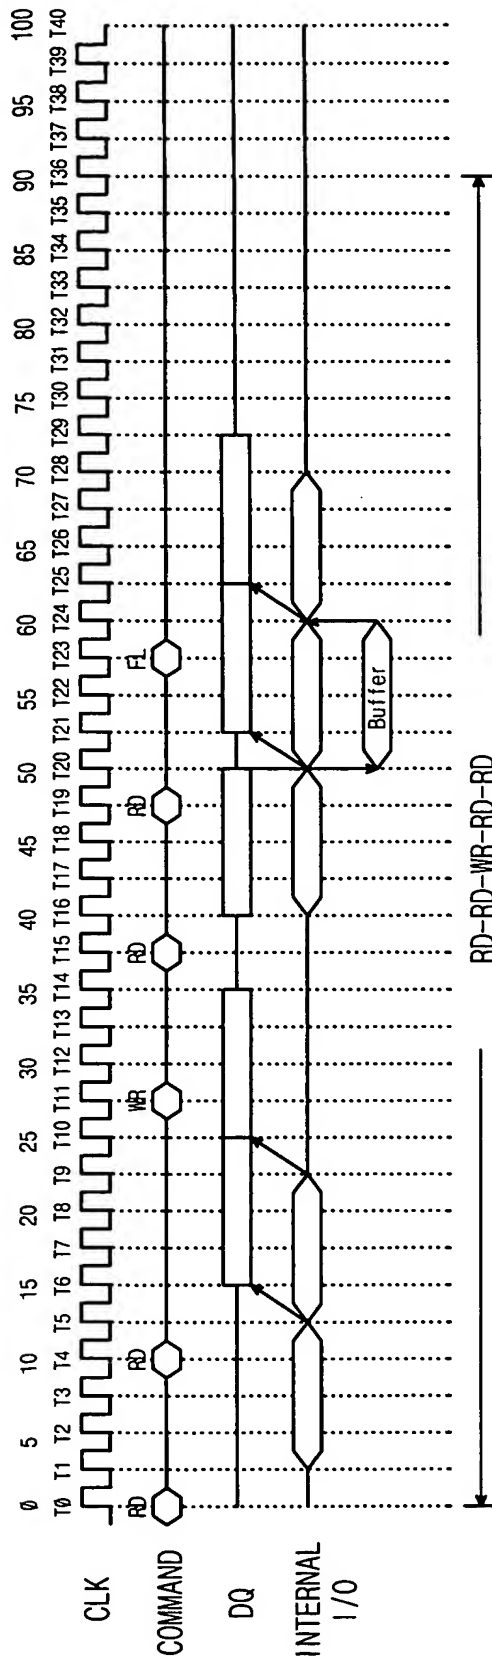 0 5 10 15 20 25 30 35 40 45 50 55 60 65 70 75 80 85 90 95 100
T0 T1 T2 T3 T4 T5 T6 T7 T8 T9 T10 T11 T12 T13 T14 T15 T16 T17 T18 T19 T20 T21 T22 T23 T24 T25 T26 T27 T28 T29 T30 T31 T32 T33 T34 T35 T36 T37 T38 T39 T40
CLK
RD RD WR RD RD FL
COMMAND
DQ
INTERNAL
I/O
Buffer
RD-RD-WR-RD-RD